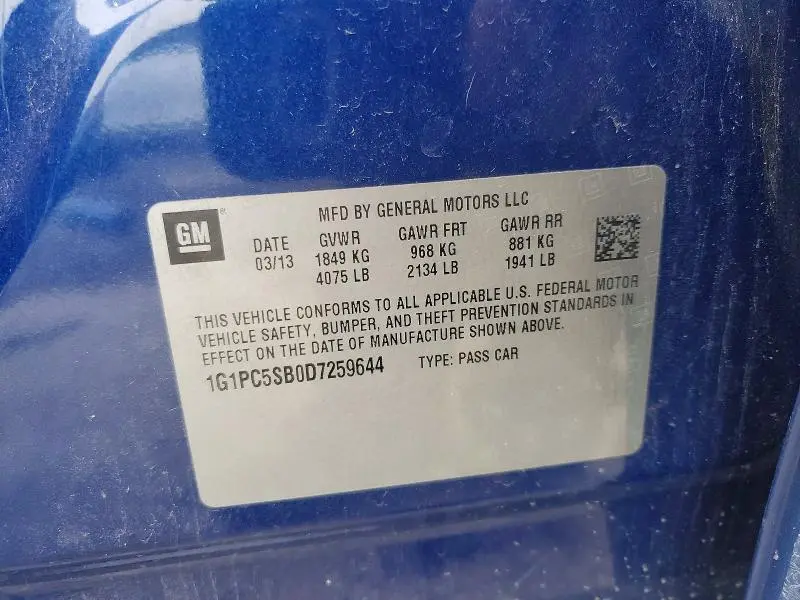 GM
MFD BY GENERAL MOTORS LLC
DATE GVWR GAWR FRT GAWR RR
03/13 1849 KG 968 KG 881 KG
4075 LB 2134 LB 1941 LB
THIS VEHICLE CONFORMS TO ALL APPLICABLE U.S. FEDERAL MOTOR
VEHICLE SAFETY, BUMPER, AND THEFT PREVENTION STANDARDS IN
EFFECT ON THE DATE OF MANUFACTURE SHOWN ABOVE.
1G1PC5SB0D7259644 TYPE: PASS CAR